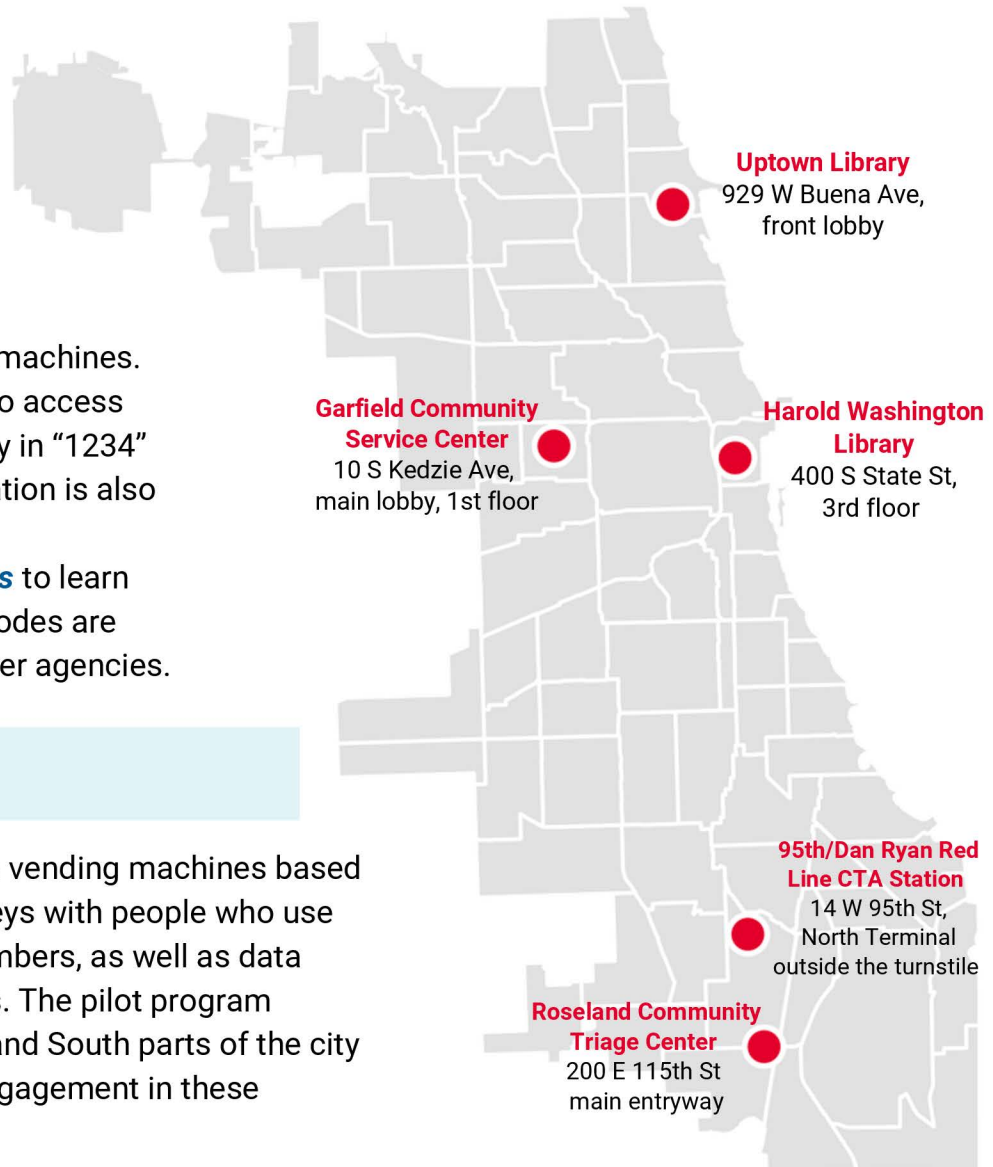 Uptown Library
929 W Buena Ave,
front lobby
machines.
o access
y in “1234”
ation is also
s to learn
odes are
er agencies.
Garfield Community
Service Center
10 S Kedzie Ave,
main lobby, 1st floor
Harold Washington
Library
400 S State St,
3rd floor
vending machines based
eys with people who use
mbers, as well as data
s. The pilot program
and South parts of the city
ngagement in these
95th/Dan Ryan Red
Line CTA Station
14 W 95th St,
North Terminal
outside the turnstile
Roseland Community
Triage Center
200 E 115th St
main entryway